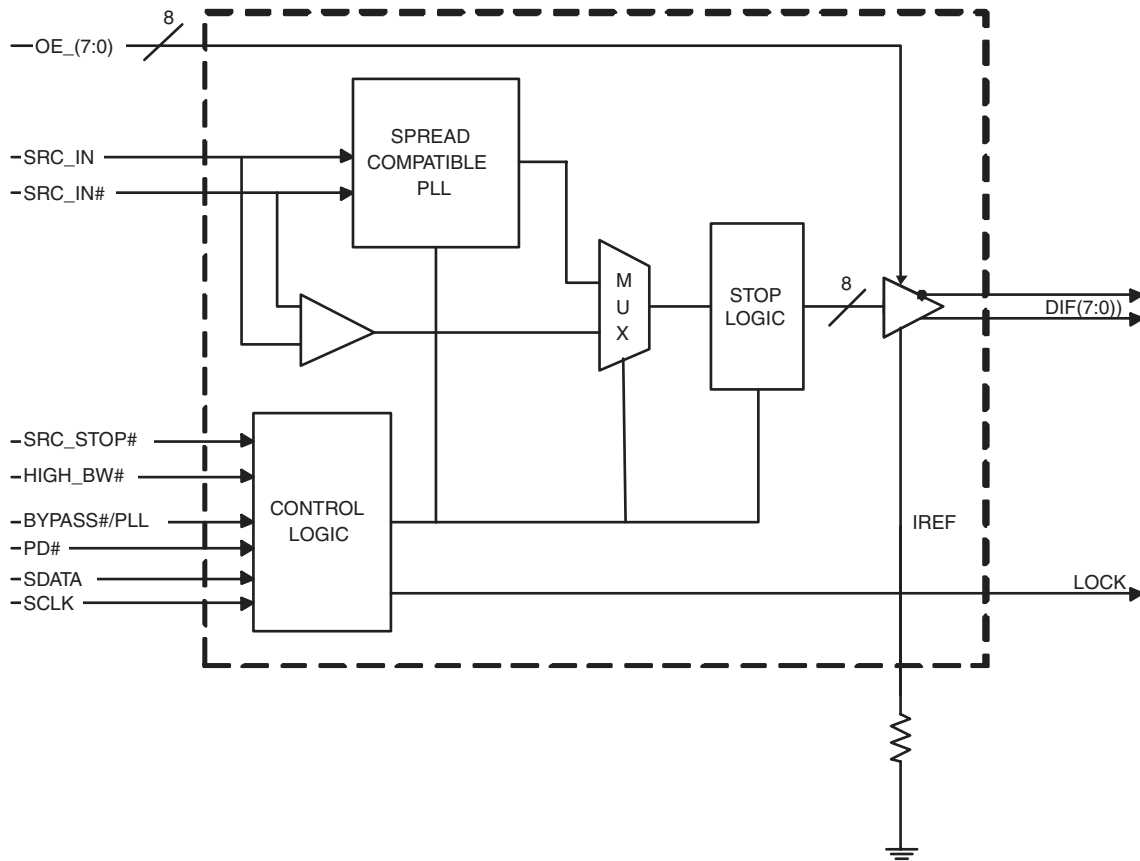 8
OE_(7:0)
SPREAD
COMPATIBLE
PLL
SRC_IN
SRC_IN#
M
U
X
STOP
LOGIC
8
DIF(7:0))
SRC_STOP#
HIGH_BW#
BYPASS#/PLL
PD#
SDATA
SCLK
CONTROL
LOGIC
IREF
LOCK